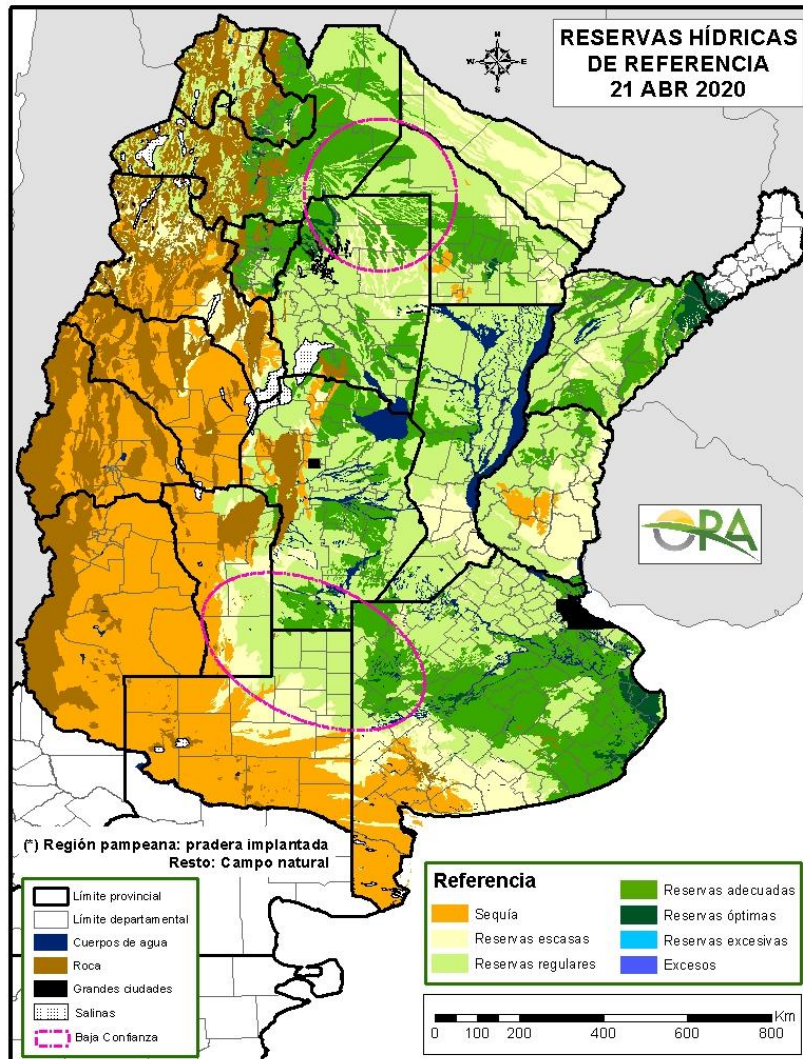 RESERVAS HÍDRICAS
DE REFERENCIA
21 ABR 2020
N
W
E
S
OPA
(*) Región pampeana: pradera implantada
Resto: Campo natural
Límite provincial
Límite departamental
Cuerpos de agua
Roca
Grandes ciudades
Salinas
Baja Confianza
Referencia
Sequía
Reservas escasas
Reservas regulares
Reservas adecuadas
Reservas óptimas
Reservas excesivas
Excesos
Km
0 50 100 200 400 600 800